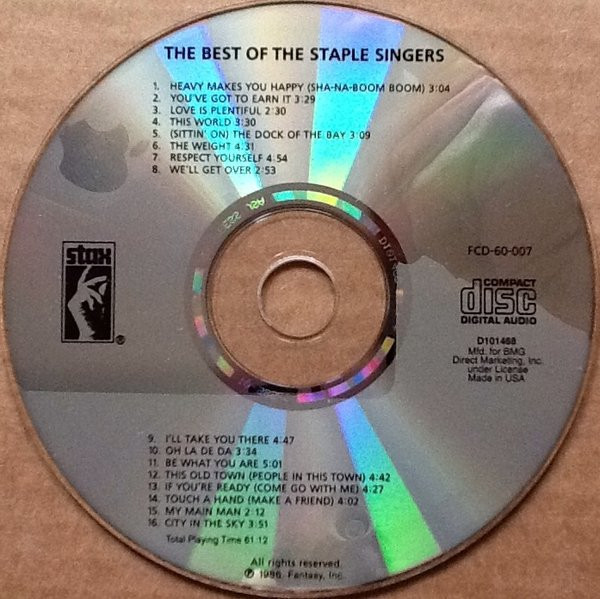 THE BEST OF THE STAPLE SINGERS
1. HEAVY MAKES YOU HAPPY (SHA-NA-BOOM BOOM) 3:04
2. YOU'VE GOT TO EARN IT 3:29
3. LOVE IS PLENTIFUL 2:30
4. THIS WORLD 3:30
5. (SITTIN' ON) THE DOCK OF THE BAY 3:09
6. THE WEIGHT 4:31
7. RESPECT YOURSELF 4:54
8. WE'LL GET OVER 2:53
stax
®
FCD-60-007
COMPACT
disc
DIGITAL AUDIO
D101468
Mfd. for BMG
Direct Marketing, Inc.
under License
Made in USA
9. I'LL TAKE YOU THERE 4:47
10. OH LA DE DA 3:34
11. BE WHAT YOU ARE 5:01
12. THIS OLD TOWN (PEOPLE IN THIS TOWN) 4:42
13. IF YOU'RE READY (COME GO WITH ME) 4:27
14. TOUCH A HAND (MAKE A FRIEND) 4:02
15. MY MAIN MAN 2:12
16. CITY IN THE SKY 3:51
Total Playing Time 61:12
All rights reserved.
℗ 1986, Fantasy, Inc.